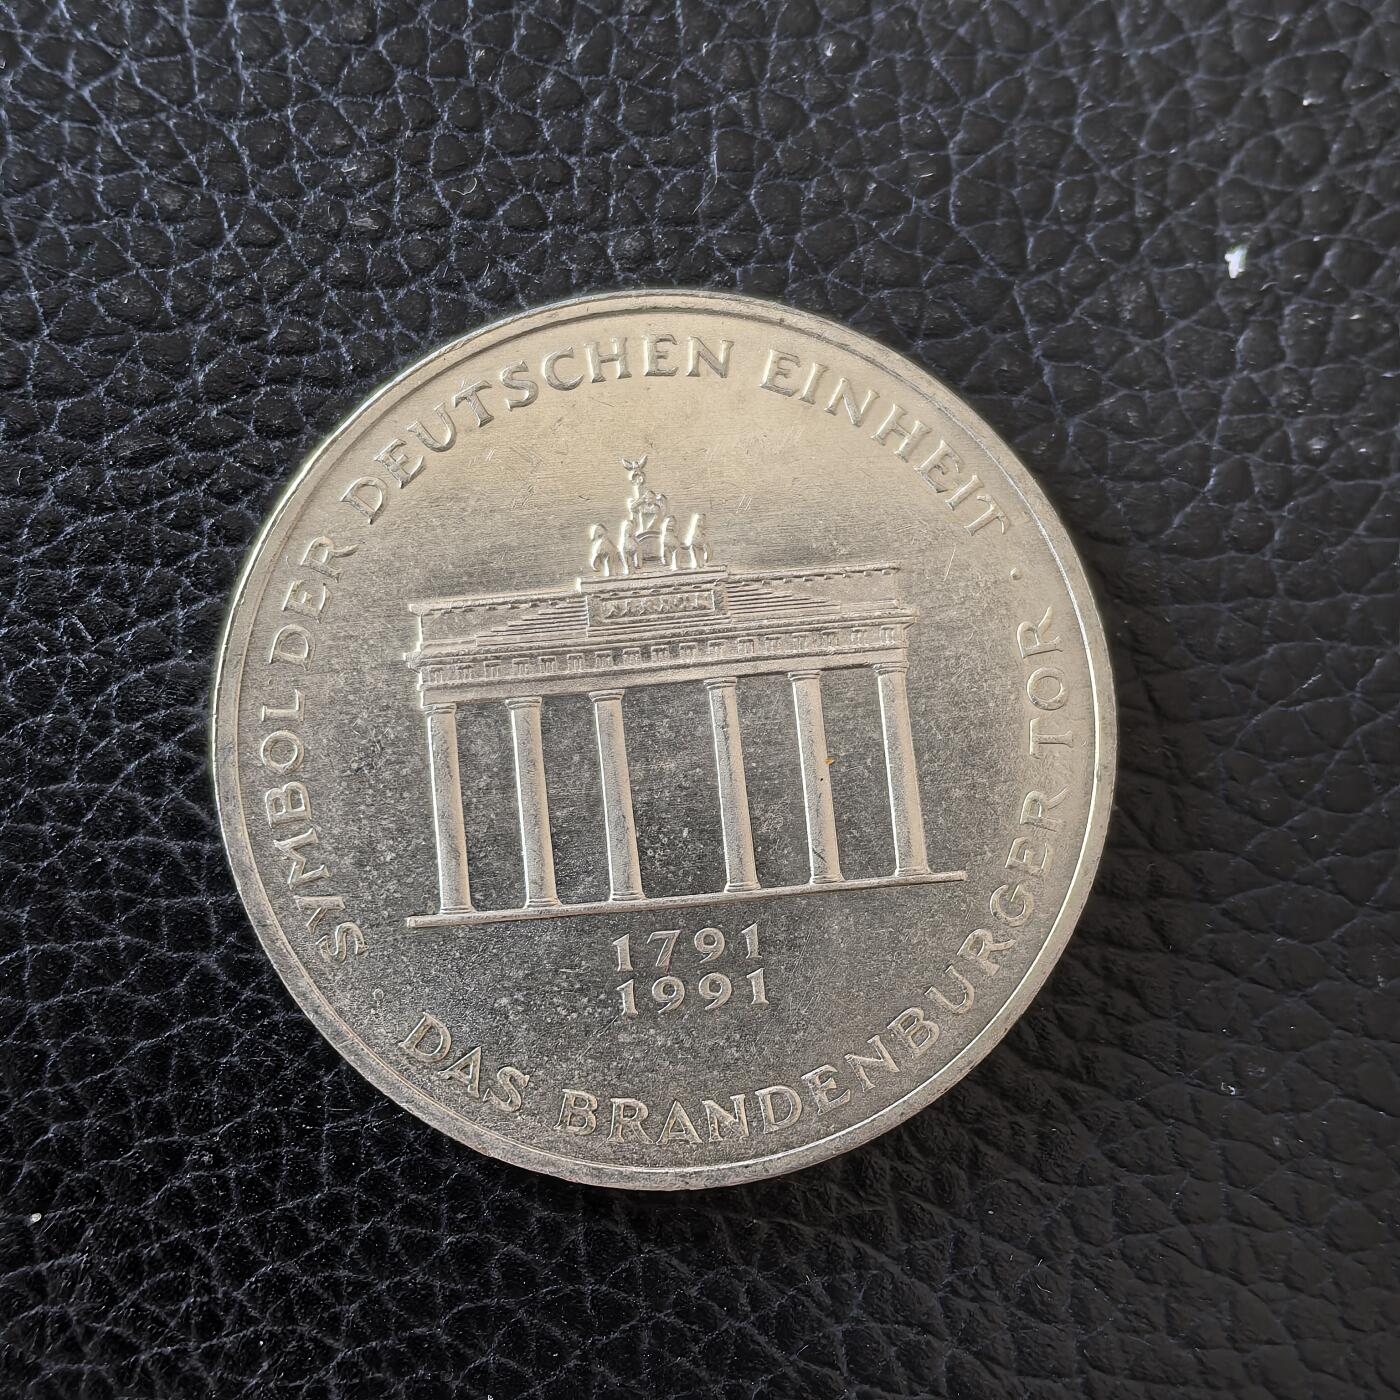 SYMBOL DER DEUTSCHEN EINHEIT ·
DAS BRANDENBURGER TOR
1791
1991